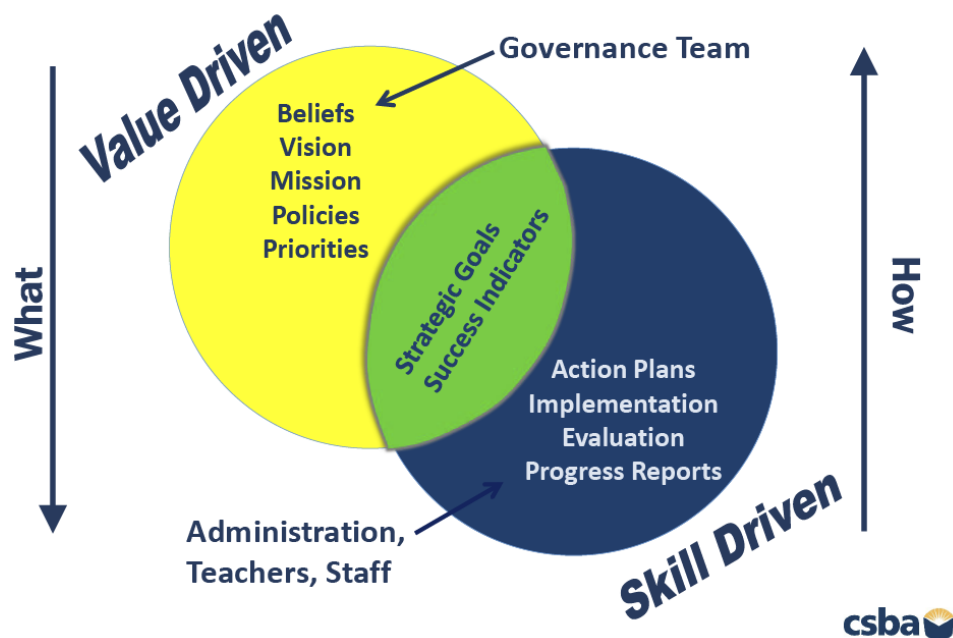 Value Driven
Governance Team
Beliefs
Vision
Mission
Policies
Priorities
What
Strategic Goals
Success Indicators
How
Action Plans
Implementation
Evaluation
Progress Reports
Administration,
Teachers, Staff
Skill Driven
csba